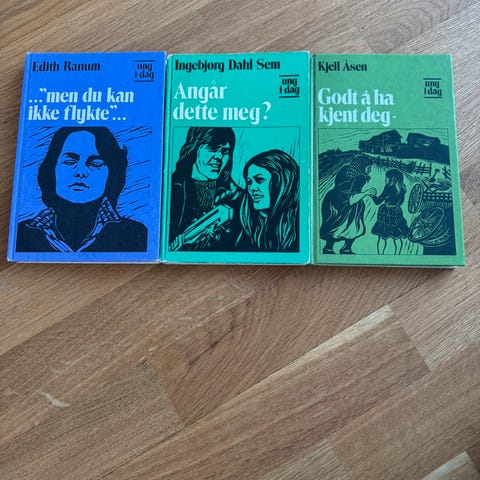 Edith Ranum
ung
i dag
..."men du kan
ikke flykte"...
Ingebjørg Dahl Sem
ung
i dag
Angår
dette meg?
Kjell Åsen
ung
i dag
Godt å ha
kjent deg-